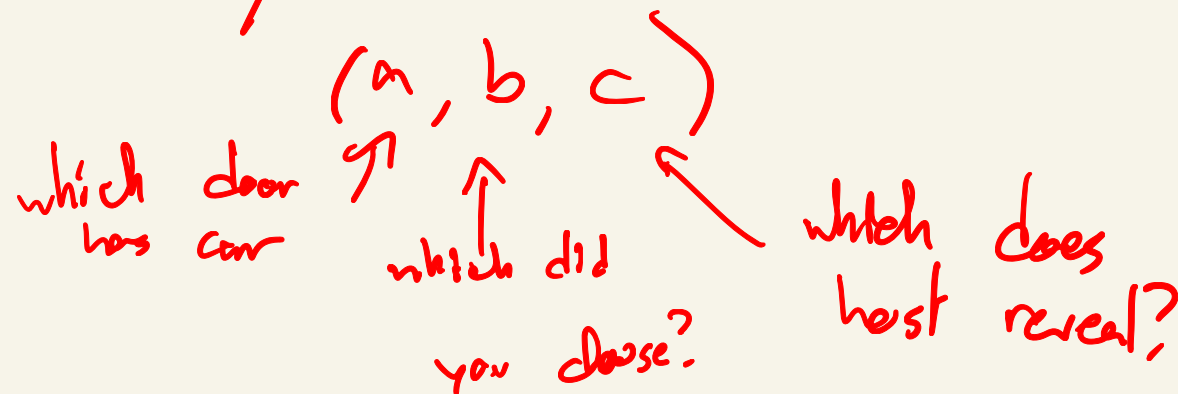 (a, b, c)
which door
has car
which did
you choose?
which does
host reveal?